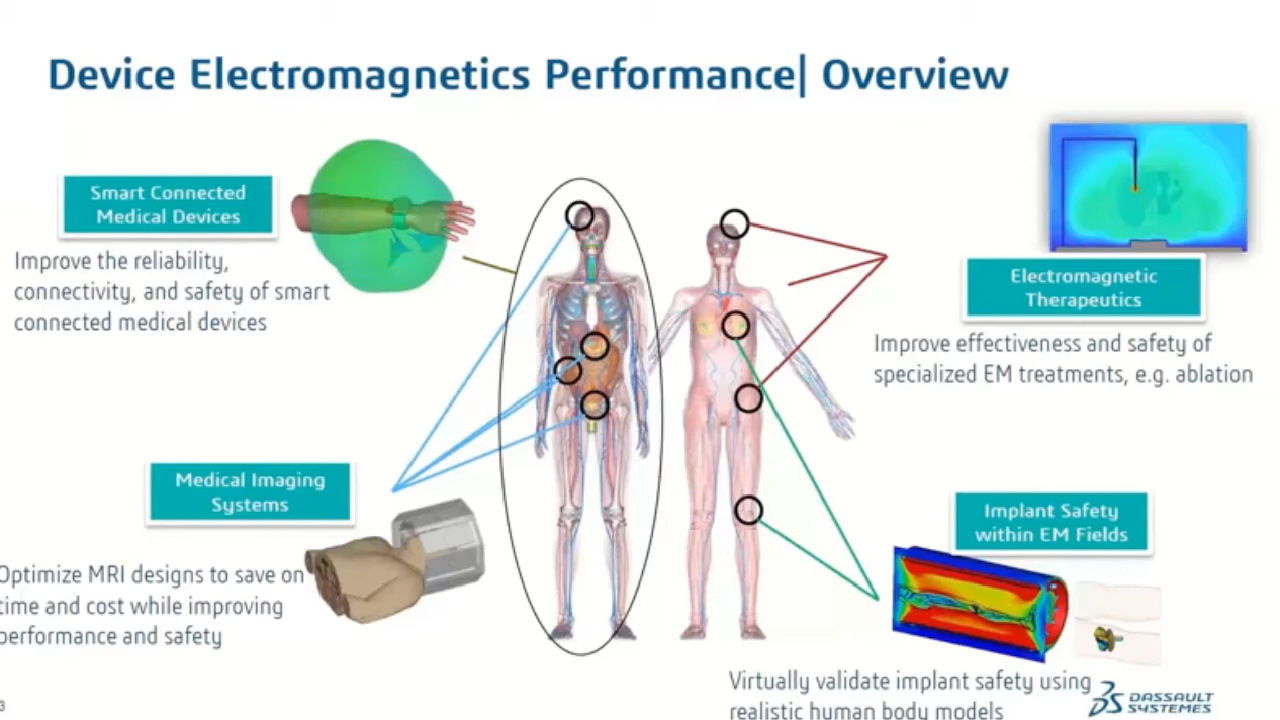 Device Electromagnetics Performance| Overview
Smart Connected
Medical Devices
Improve the reliability,
connectivity, and safety of smart
connected medical devices
Electromagnetic
Therapeutics
Improve effectiveness and safety of
specialized EM treatments, e.g. ablation
Medical Imaging
Systems
Optimize MRI designs to save on
time and cost while improving
performance and safety
Implant Safety
within EM Fields
Virtually validate implant safety using
realistic human body models
3
DS DASSAULT
SYSTEMES